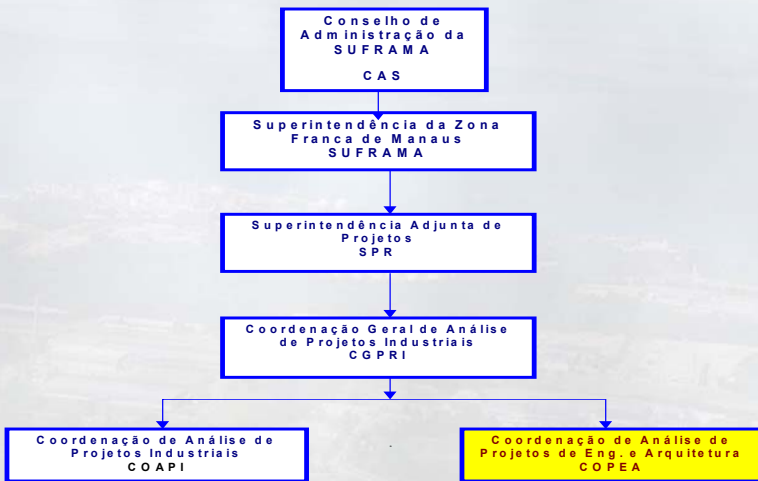 Conselho de
Administração da
SUFRAMA
CAS
Superintendência da Zona
Franca de Manaus
SUFRAMA
Superintendência Adjunta de
Projetos
SPR
Coordenação Geral de Análise
de Projetos Industriais
CGPRI
Coordenação de Análise de
Projetos Industriais
COAPI
Coordenação de Análise de
Projetos de Eng. e Arquitetura
COPEA